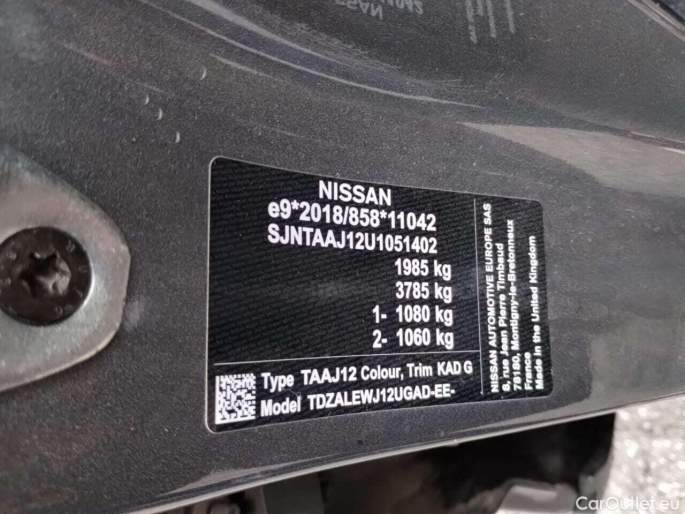 NISSAN
e9*2018/858*11042
SJNTAAJ12U1051402
1985 kg
3785 kg
1- 1080 kg
2- 1060 kg
Type TAAJ12 Colour, Trim KAD G
Model TDZALEWJ12UGAD-EE-
NISSAN AUTOMOTIVE EUROPE SAS
8, rue Jean Pierre Timbaud
78180, Montigny-le-Bretonneux
France
Made in the United Kingdom
CarOutlet.eu